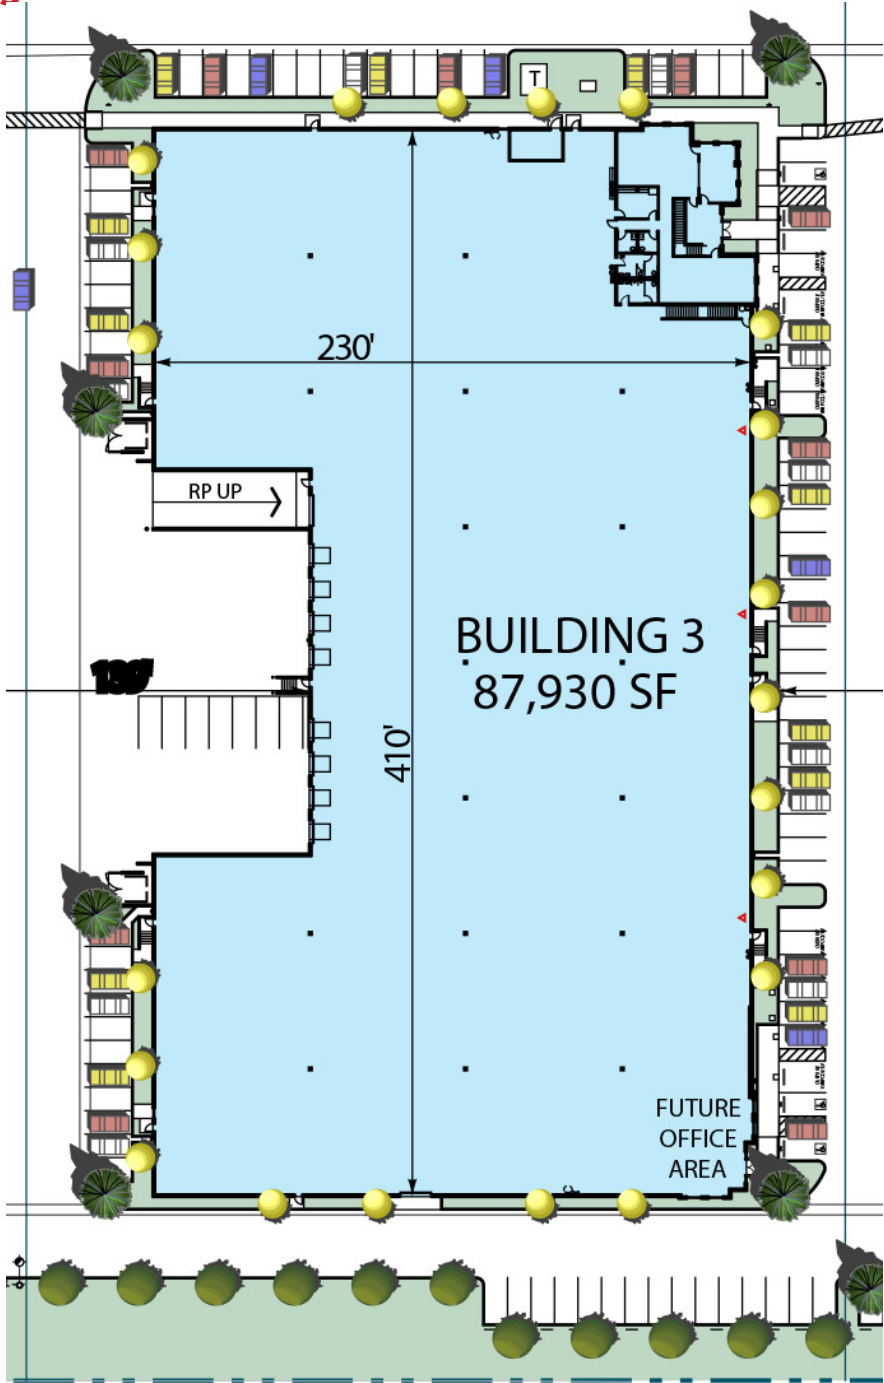 T
230'
RP UP
BUILDING 3
87,930 SF
410'
FUTURE
OFFICE
AREA